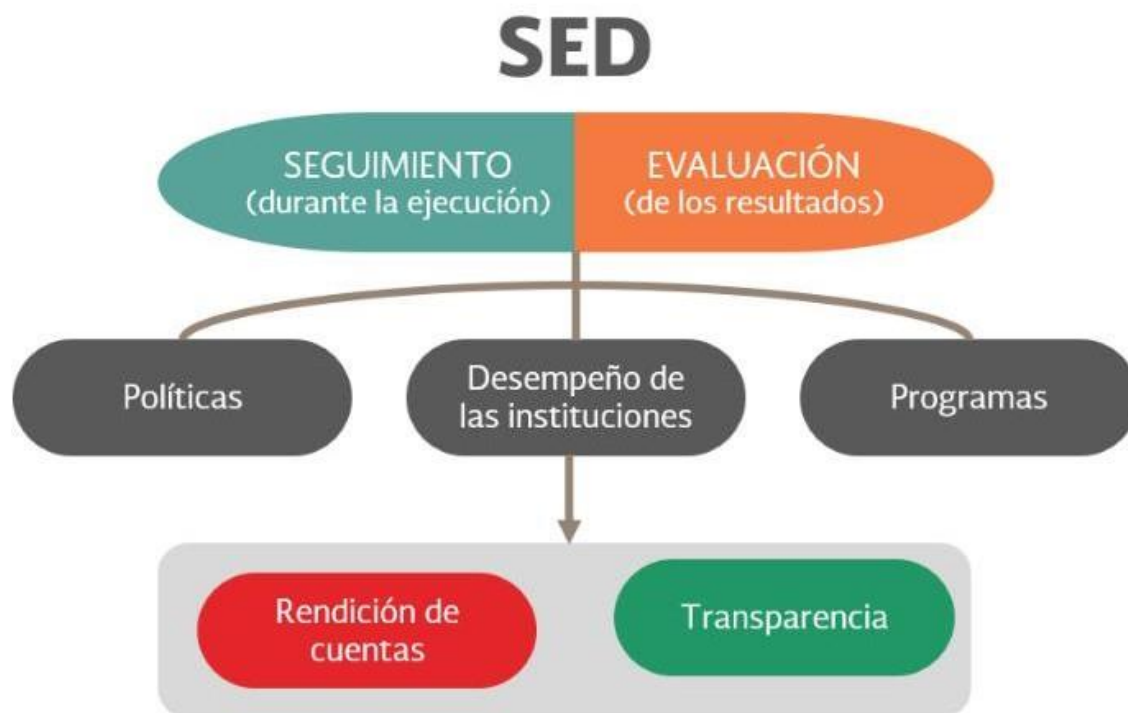 SED
SEGUIMIENTO
(durante la ejecución)
EVALUACIÓN
(de los resultados)
Políticas
Desempeño de
las instituciones
Programas
Rendición de
cuentas
Transparencia